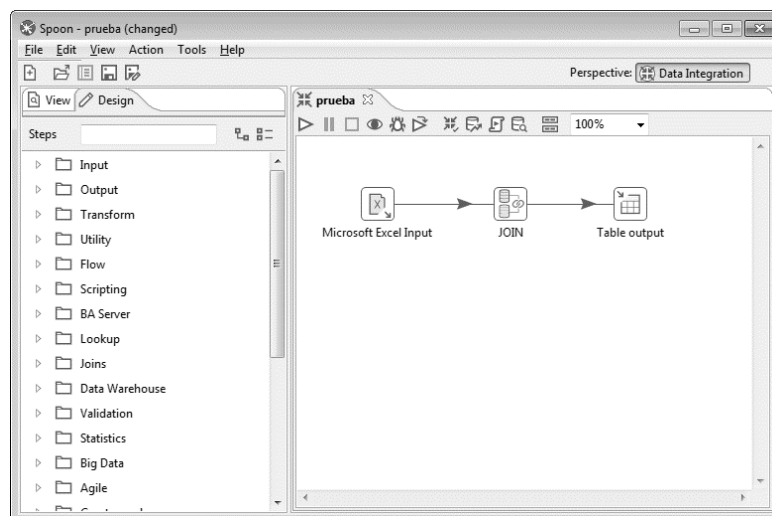 Spoon - prueba (changed)
File Edit View Action Tools Help
Perspective: Data Integration
View Design
prueba
Steps
100%
Input
Output
Transform
Utility
Flow
Scripting
BA Server
Lookup
Joins
Data Warehouse
Validation
Statistics
Big Data
Agile
Microsoft Excel Input
JOIN
Table output